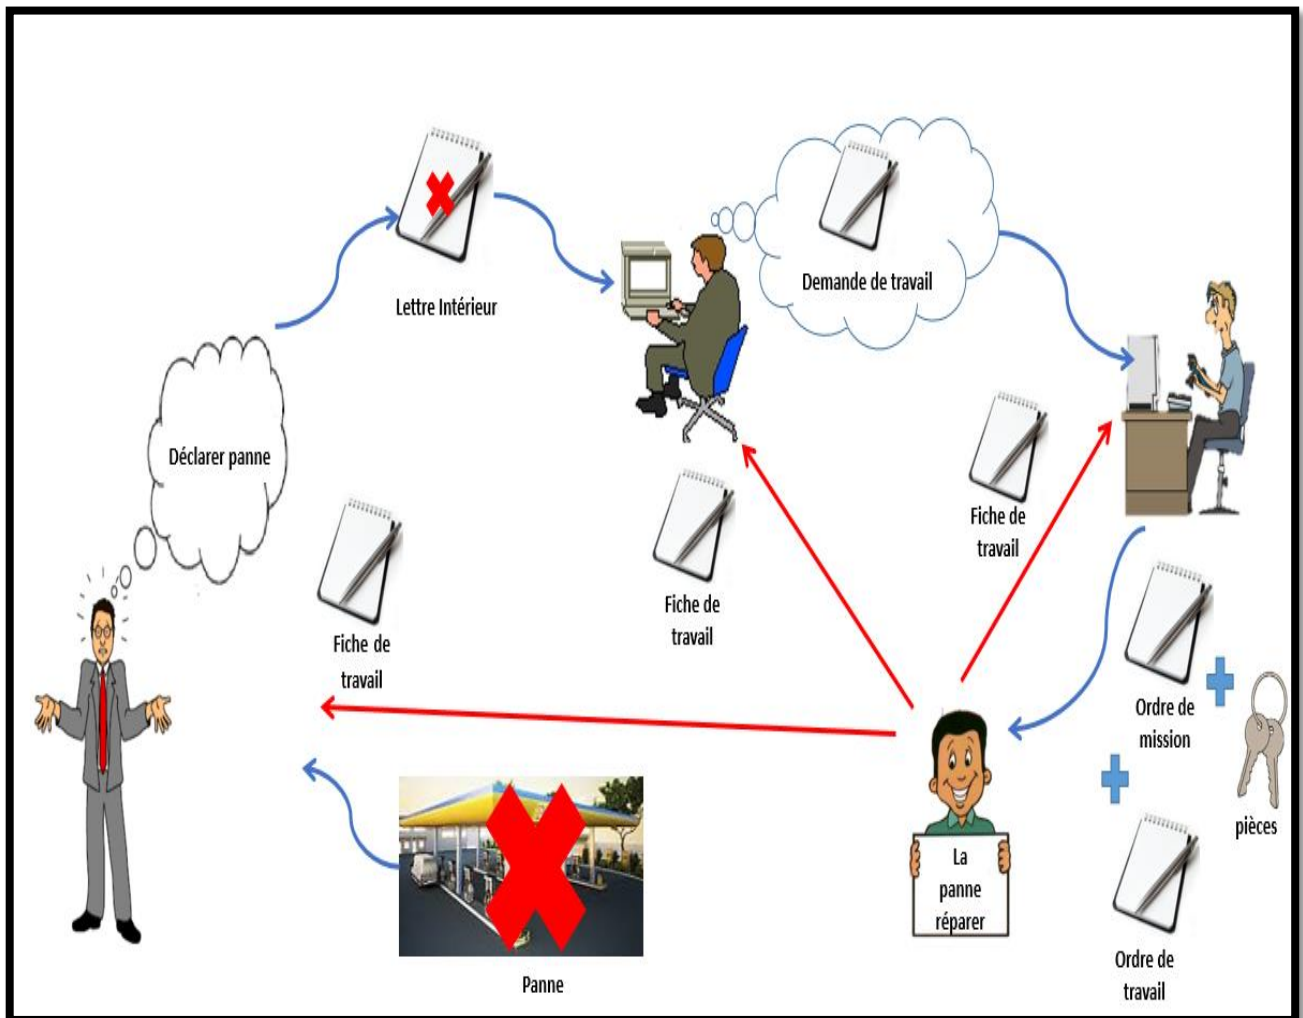 Lettre Intérieur
Demande de travail
Déclarer panne
Fiche de
travail
Fiche de
travail
Fiche de
travail
Ordre de
mission
pièces
La
panne
réparer
Ordre de
travail
Panne